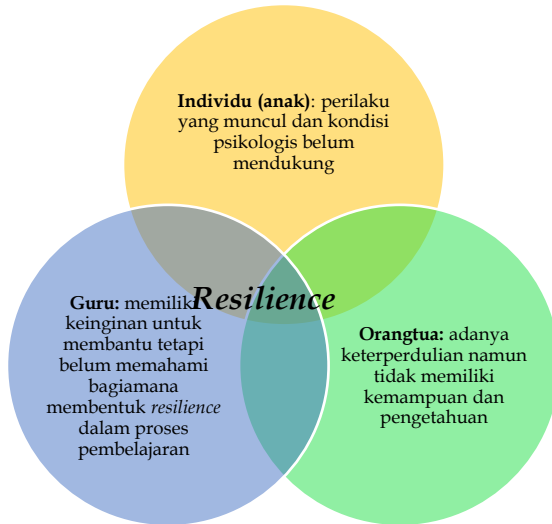 Individu (anak): perilaku
yang muncul dan kondisi
psikologis belum
mendukung
Resilience
Guru: memiliki
keinginan untuk
membantu tetapi
belum memahami
bagiamana
membentuk resilience
dalam proses
pembelajaran
Orangtua: adanya
keterperdulian namun
tidak memiliki
kemampuan dan
pengetahuan